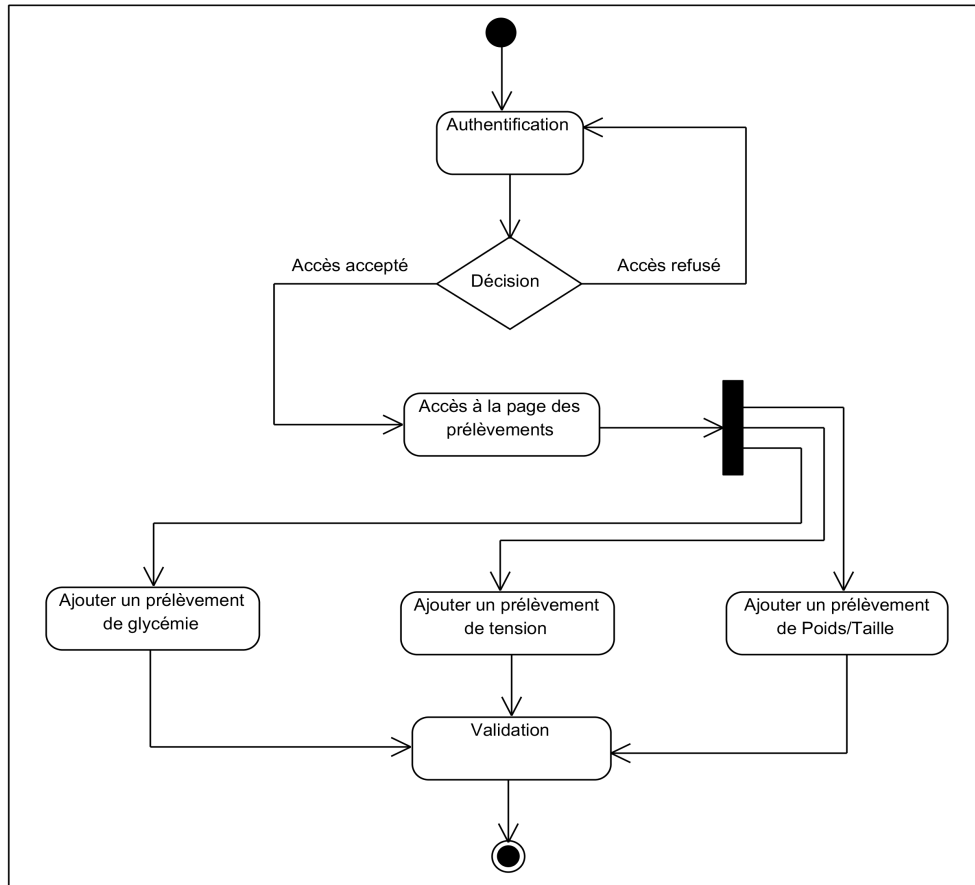 Authentification
Accès accepté
Décision
Accès refusé
Accès à la page des
prélèvements
Ajouter un prélèvement
de glycémie
Ajouter un prélèvement
de tension
Ajouter un prélèvement
de Poids/Taille
Validation